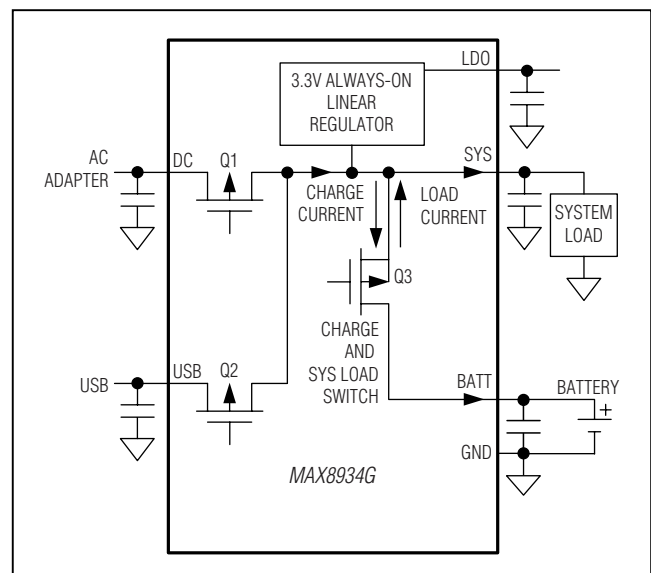 3.3V ALWAYS-ON
LINEAR
REGULATOR
LDO
AC
ADAPTER
DC
Q1
SYS
CHARGE
CURRENT
LOAD
CURRENT
SYSTEM
LOAD
Q3
CHARGE
AND
SYS LOAD
SWITCH
USB
USB
Q2
BATT
BATTERY
+
GND
MAX8934G